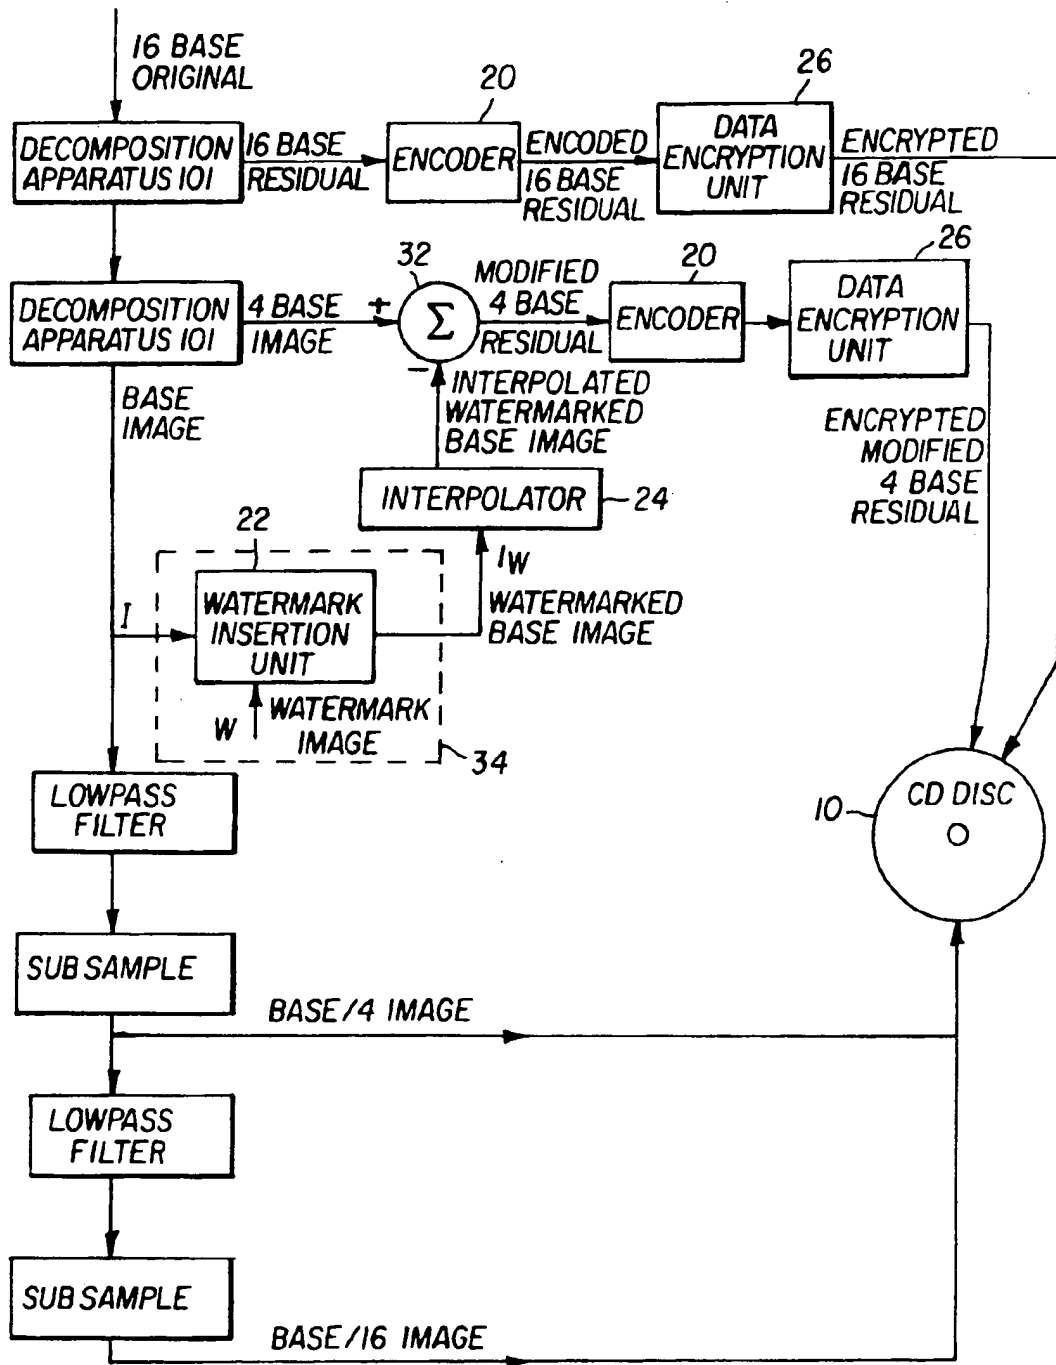 16 BASE
ORIGINAL
DECOMPOSITION
APPARATUS 101
16 BASE
RESIDUAL
20
ENCODER
ENCODED
16 BASE
RESIDUAL
26
DATA
ENCRYPTION
UNIT
ENCRYPTED
16 BASE
RESIDUAL
DECOMPOSITION
APPARATUS 101
4 BASE
IMAGE
32
+
Σ
-
MODIFIED
4 BASE
RESIDUAL
20
ENCODER
26
DATA
ENCRYPTION
UNIT
BASE
IMAGE
INTERPOLATED
WATERMARKED
BASE IMAGE
ENCRYPTED
MODIFIED
4 BASE
RESIDUAL
INTERPOLATOR
24
22
I
WATERMARK
INSERTION
UNIT
IW
WATERMARKED
BASE IMAGE
W
WATERMARK
IMAGE
34
LOWPASS
FILTER
10
CD DISC
SUB SAMPLE
BASE/4 IMAGE
LOWPASS
FILTER
SUB SAMPLE
BASE/16 IMAGE